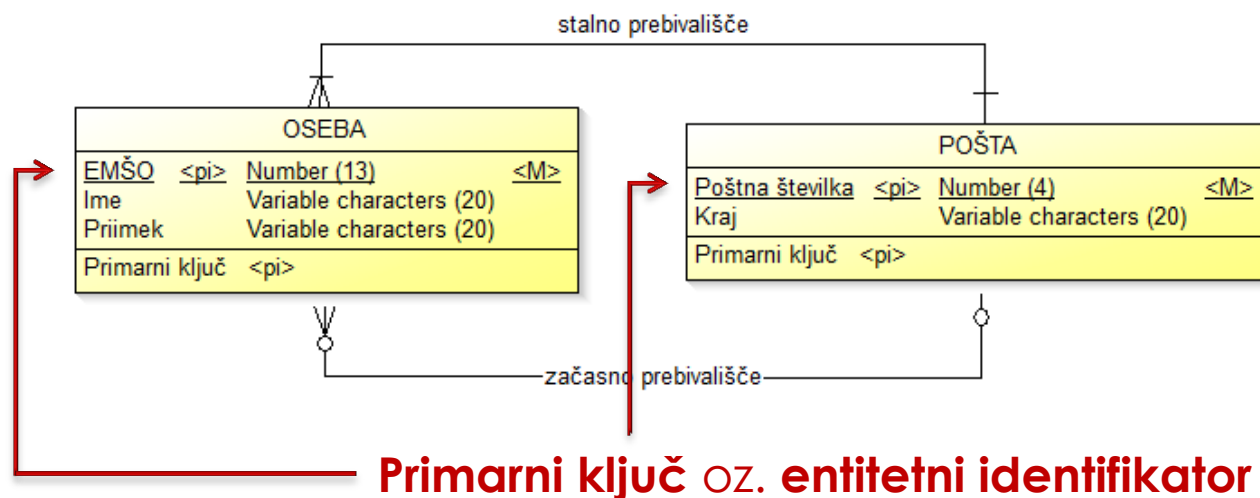 stalno prebivališče
OSEBA
EMŠO <pi> Number (13) <M>
Ime Variable characters (20)
Priimek Variable characters (20)
Primarni ključ <pi>
POŠTA
Poštna številka <pi> Number (4) <M>
Kraj Variable characters (20)
Primarni ključ <pi>
začasno prebivališče
Primarni ključ oz. entitetni identifikator